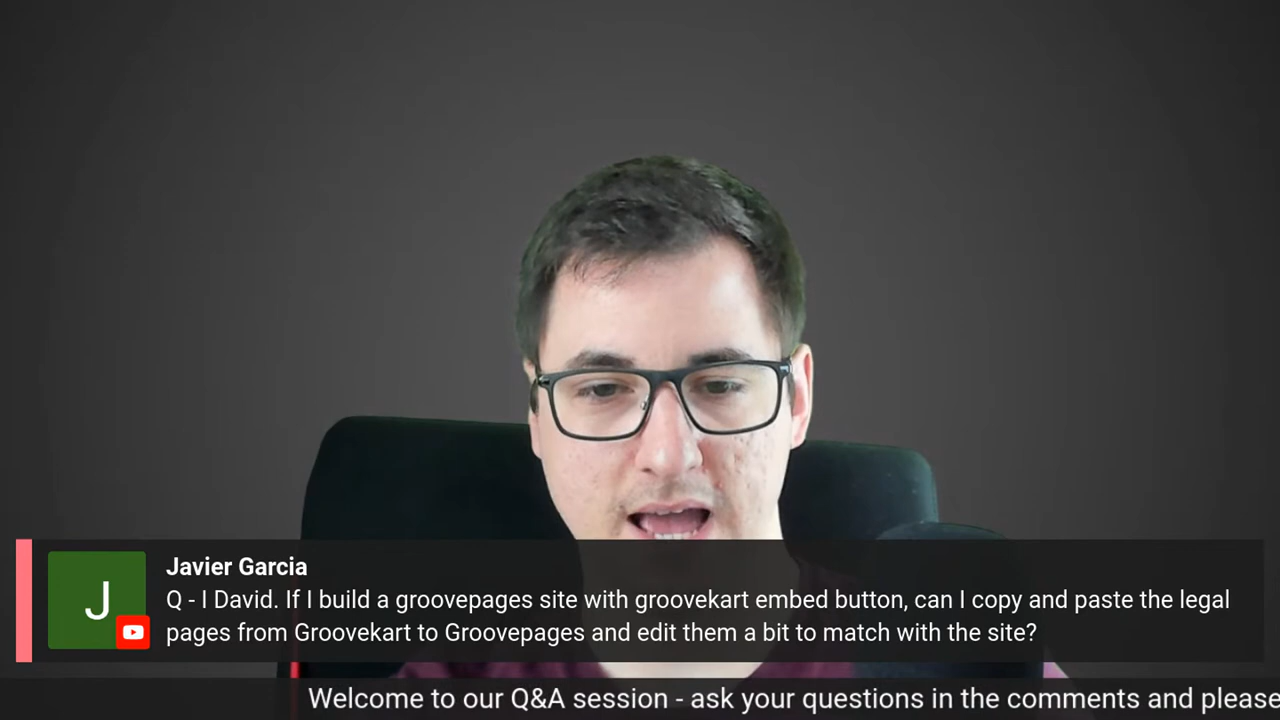 J
Javier Garcia
Q - I David. If I build a groovepages site with groovekart embed button, can I copy and paste the legal
pages from Groovekart to Groovepages and edit them a bit to match with the site?
Welcome to our Q&A session - ask your questions in the comments and please